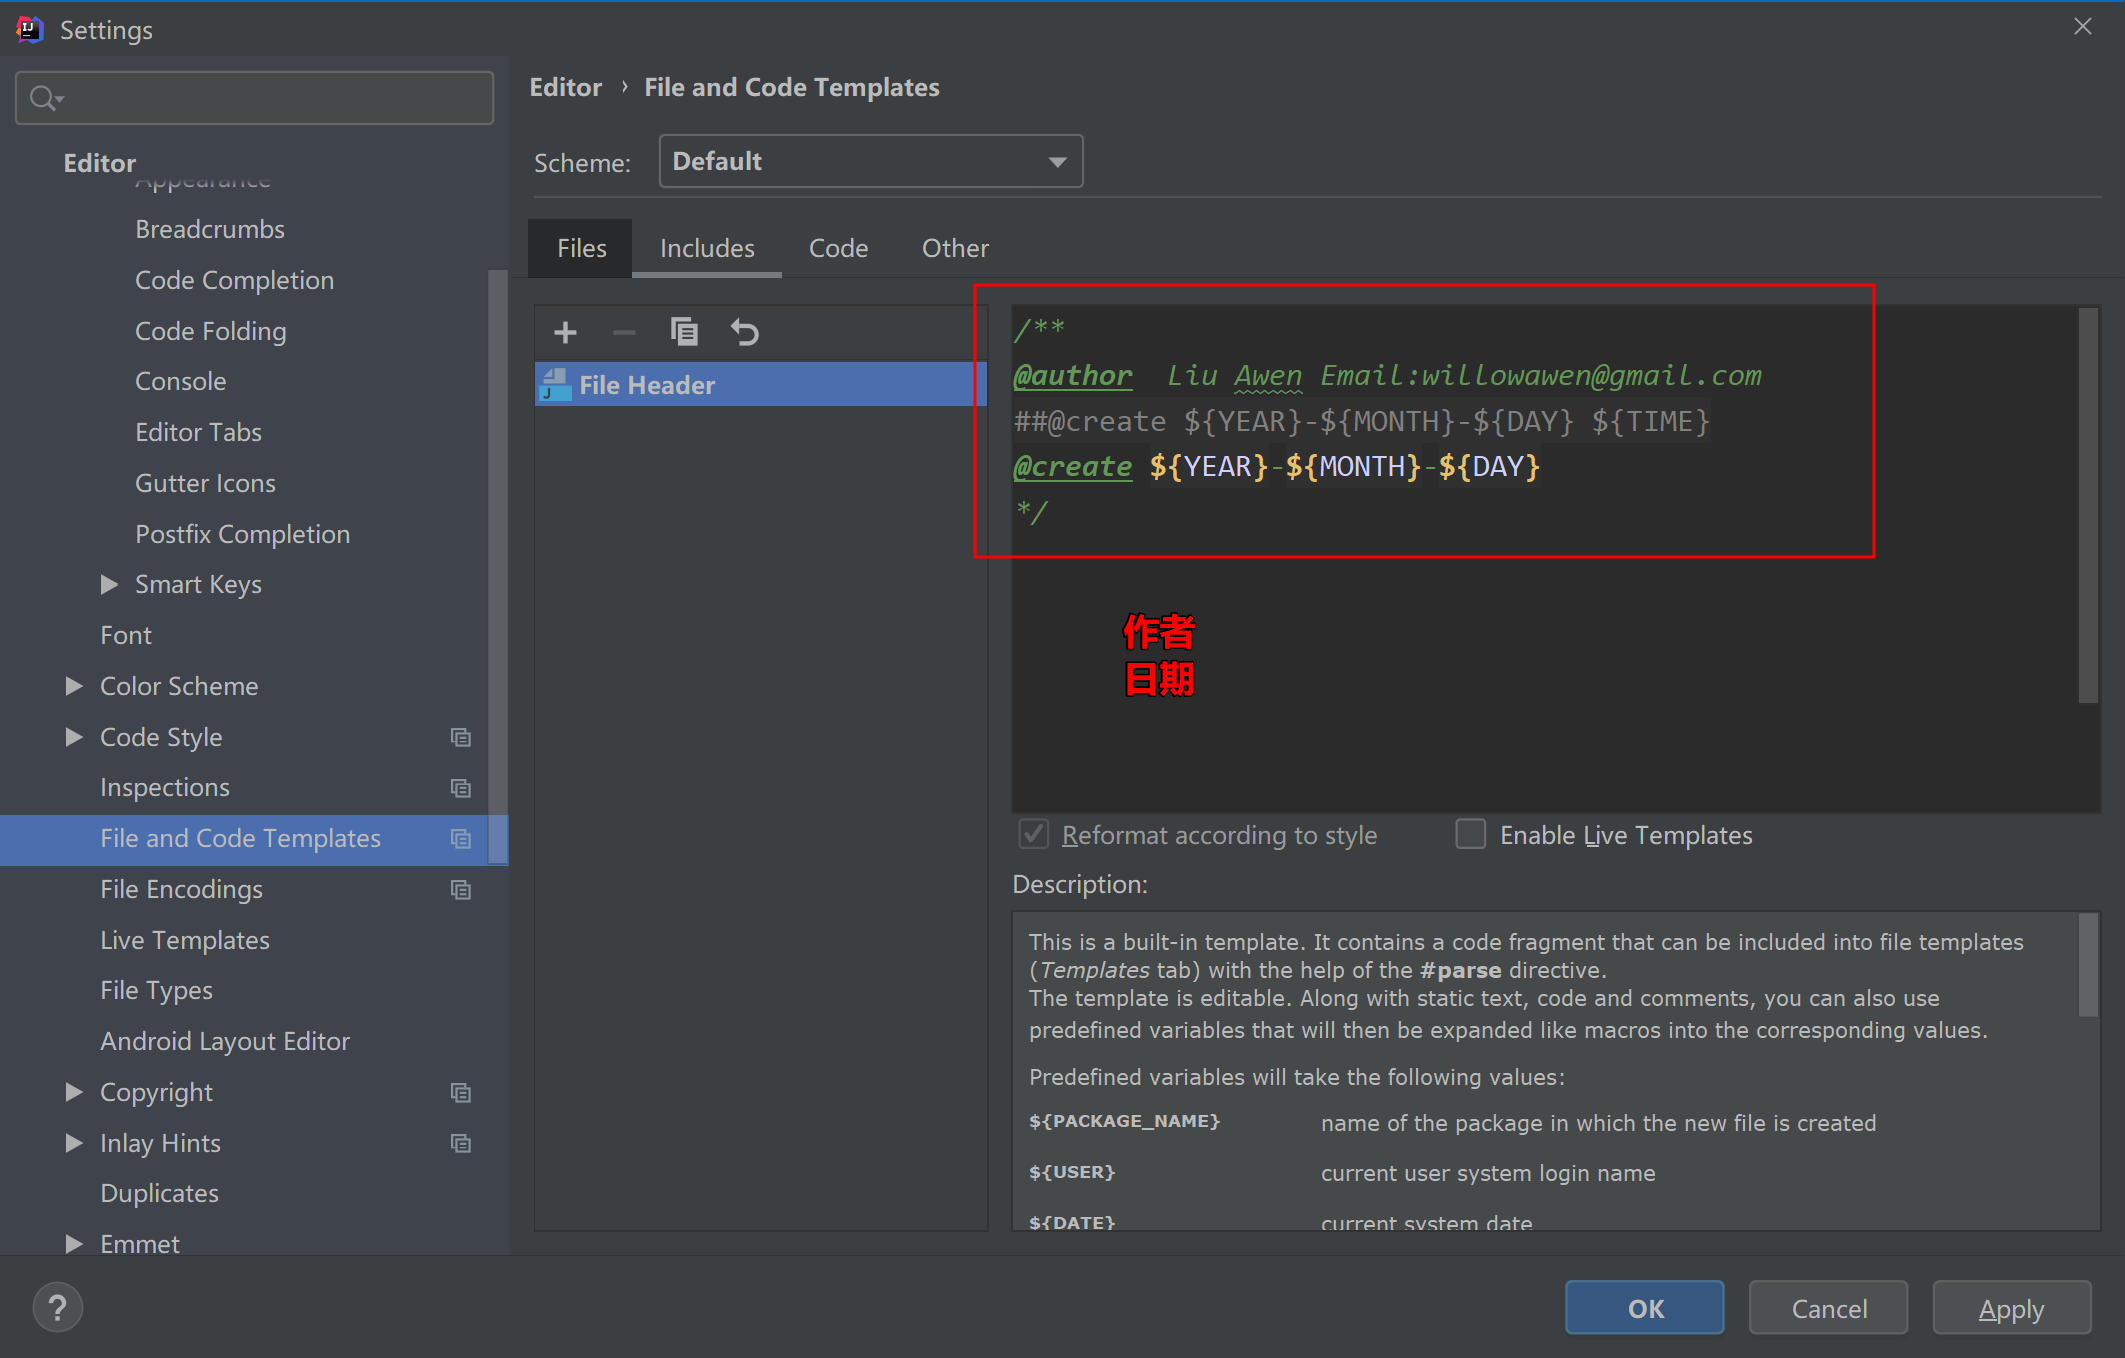 Settings
Editor
Appearance
Breadcrumbs
Code Completion
Code Folding
Console
Editor Tabs
Gutter Icons
Postfix Completion
Smart Keys
Font
Color Scheme
Code Style
Inspections
File and Code Templates
File Encodings
Live Templates
File Types
Android Layout Editor
Copyright
Inlay Hints
Duplicates
Emmet
Editor › File and Code Templates
Scheme: Default
Files Includes Code Other
File Header
/**
@author  Liu Awen Email:willowawen@gmail.com
##@create ${YEAR}-${MONTH}-${DAY} ${TIME}
@create ${YEAR}-${MONTH}-${DAY}
*/
作者
日期
Reformat according to style Enable Live Templates
Description:
This is a built-in template. It contains a code fragment that can be included into file templates
(Templates tab) with the help of the #parse directive.
The template is editable. Along with static text, code and comments, you can also use
predefined variables that will then be expanded like macros into the corresponding values.
Predefined variables will take the following values:
${PACKAGE_NAME} name of the package in which the new file is created
${USER} current user system login name
${DATE} current system date
? OK Cancel Apply